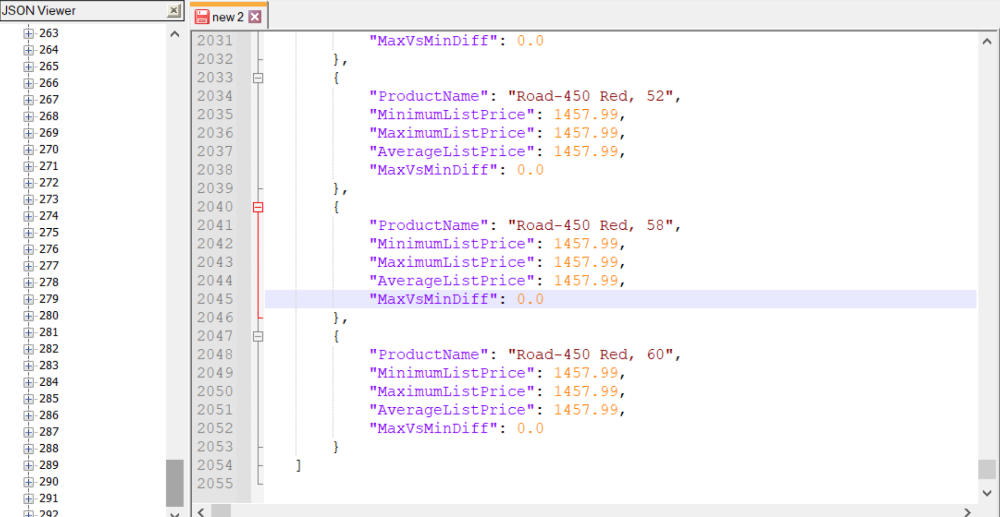 JSON Viewer
263
264
265
266
267
268
269
270
271
272
273
274
275
276
277
278
279
280
281
282
283
284
285
286
287
288
289
290
291
292
new 2
2031 "MaxVsMinDiff": 0.0
2032 },
2033 {
2034 "ProductName": "Road-450 Red, 52",
2035 "MinimumListPrice": 1457.99,
2036 "MaximumListPrice": 1457.99,
2037 "AverageListPrice": 1457.99,
2038 "MaxVsMinDiff": 0.0
2039 },
2040 {
2041 "ProductName": "Road-450 Red, 58",
2042 "MinimumListPrice": 1457.99,
2043 "MaximumListPrice": 1457.99,
2044 "AverageListPrice": 1457.99,
2045 "MaxVsMinDiff": 0.0
2046 },
2047 {
2048 "ProductName": "Road-450 Red, 60",
2049 "MinimumListPrice": 1457.99,
2050 "MaximumListPrice": 1457.99,
2051 "AverageListPrice": 1457.99,
2052 "MaxVsMinDiff": 0.0
2053 }
2054 ]
2055